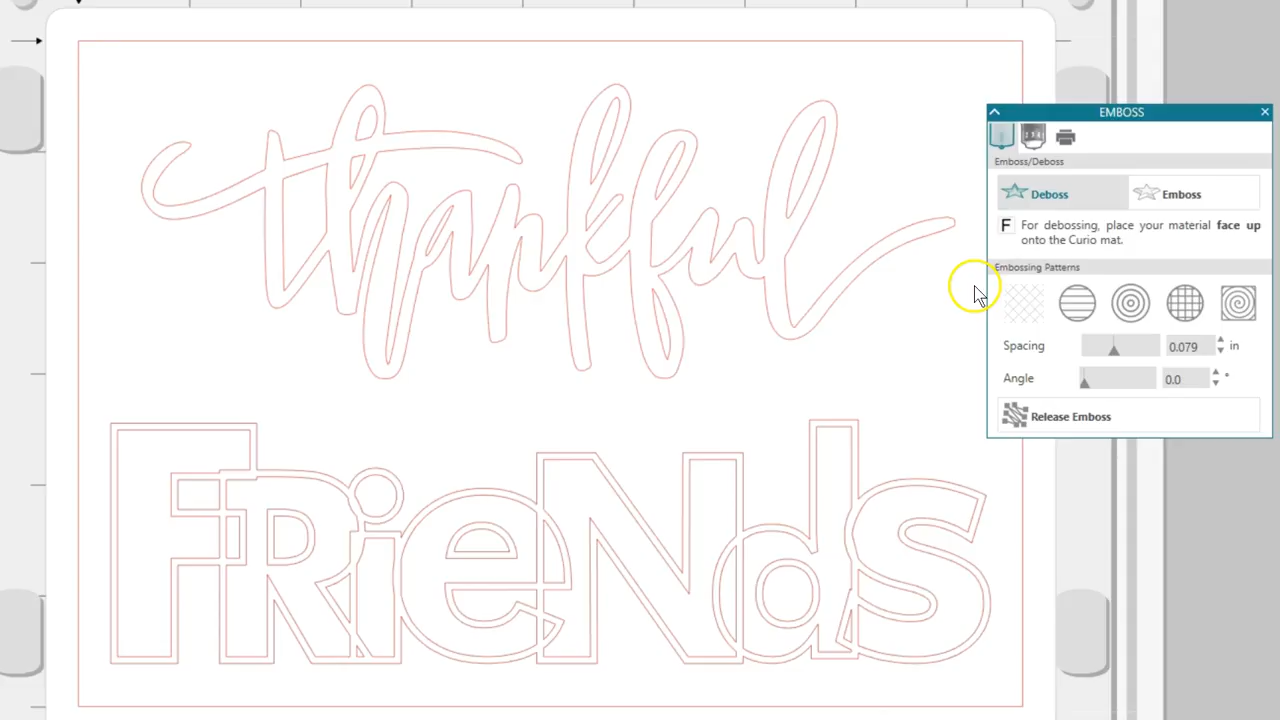 thankful
FRieNds
EMBOSS
Emboss/Deboss
Deboss
Emboss
F
For debossing, place your material face up
onto the Curio mat.
Embossing Patterns
Spacing
0.079
in
Angle
0.0
°
Release Emboss